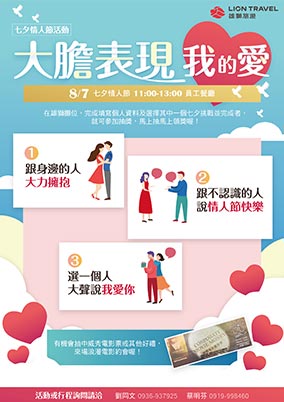 LION TRAVEL
雄獅旅遊
七夕情人節活動
大膽表現 我的愛
8/7 七夕情人節 11:00-13:00 員工餐廳
在雄獅攤位，完成填寫個人資料及選擇其中一個七夕挑戰並完成者，
就可參加抽獎，馬上抽馬上領獎喔！
1
跟身邊的人
大力擁抱
2
跟不認識的人
說情人節快樂
3
選一個人
大聲說我愛你
有機會抽中威秀電影票或其他好禮，
來場浪漫電影約會喔！
活動或行程詢問請洽 劉同文 0936-937925 蔡明芬 0919-998460